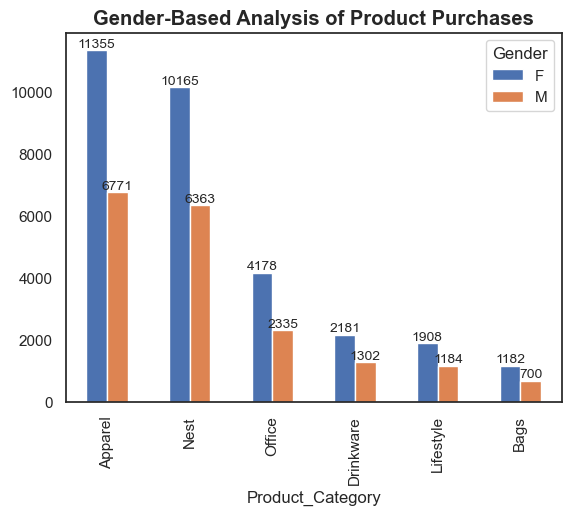 Gender-Based Analysis of Product Purchases
Gender
F
M
10000
8000
6000
4000
2000
0
11355
6771
10165
6363
4178
2335
2181
1302
1908
1184
1182
700
Apparel
Nest
Office
Drinkware
Lifestyle
Bags
Product_Category